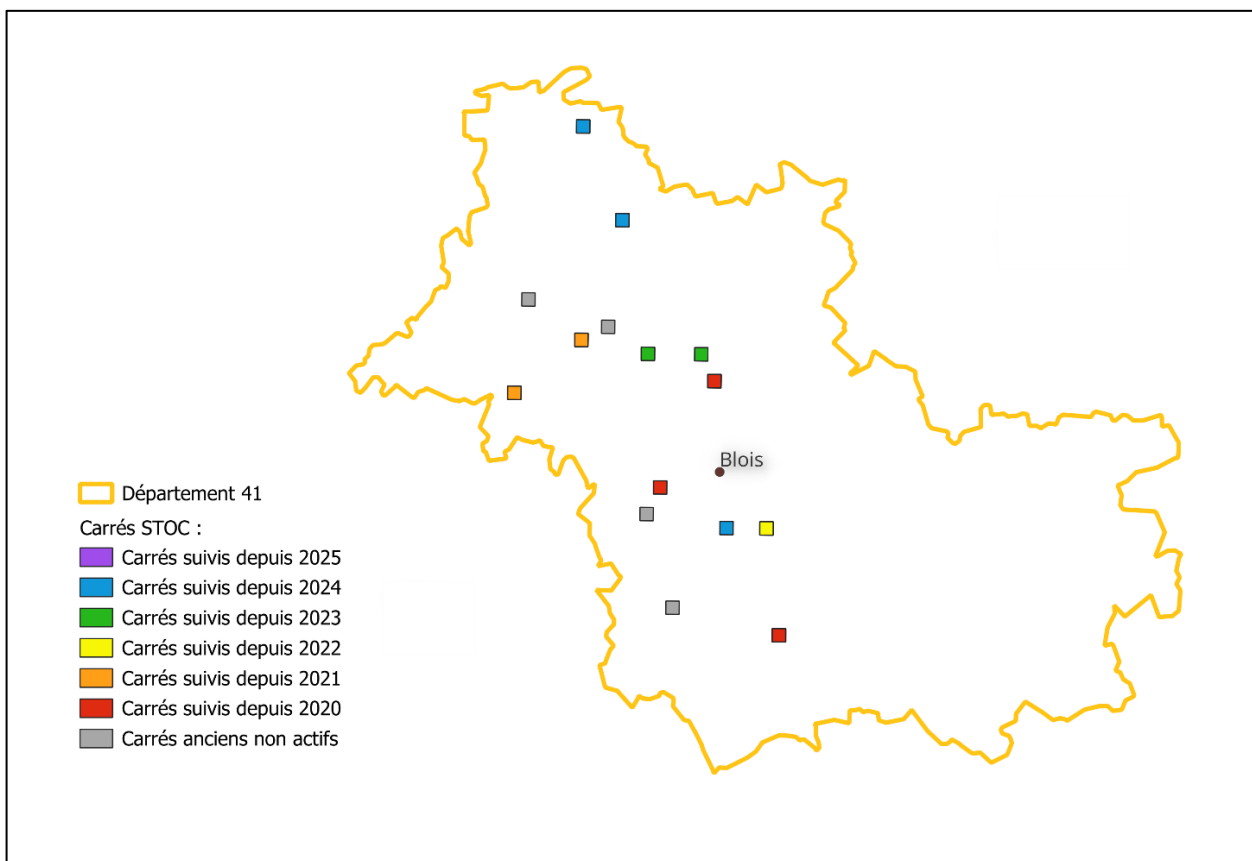 Blois
Département 41
Carrés STOC :
Carrés suivis depuis 2025
Carrés suivis depuis 2024
Carrés suivis depuis 2023
Carrés suivis depuis 2022
Carrés suivis depuis 2021
Carrés suivis depuis 2020
Carrés anciens non actifs